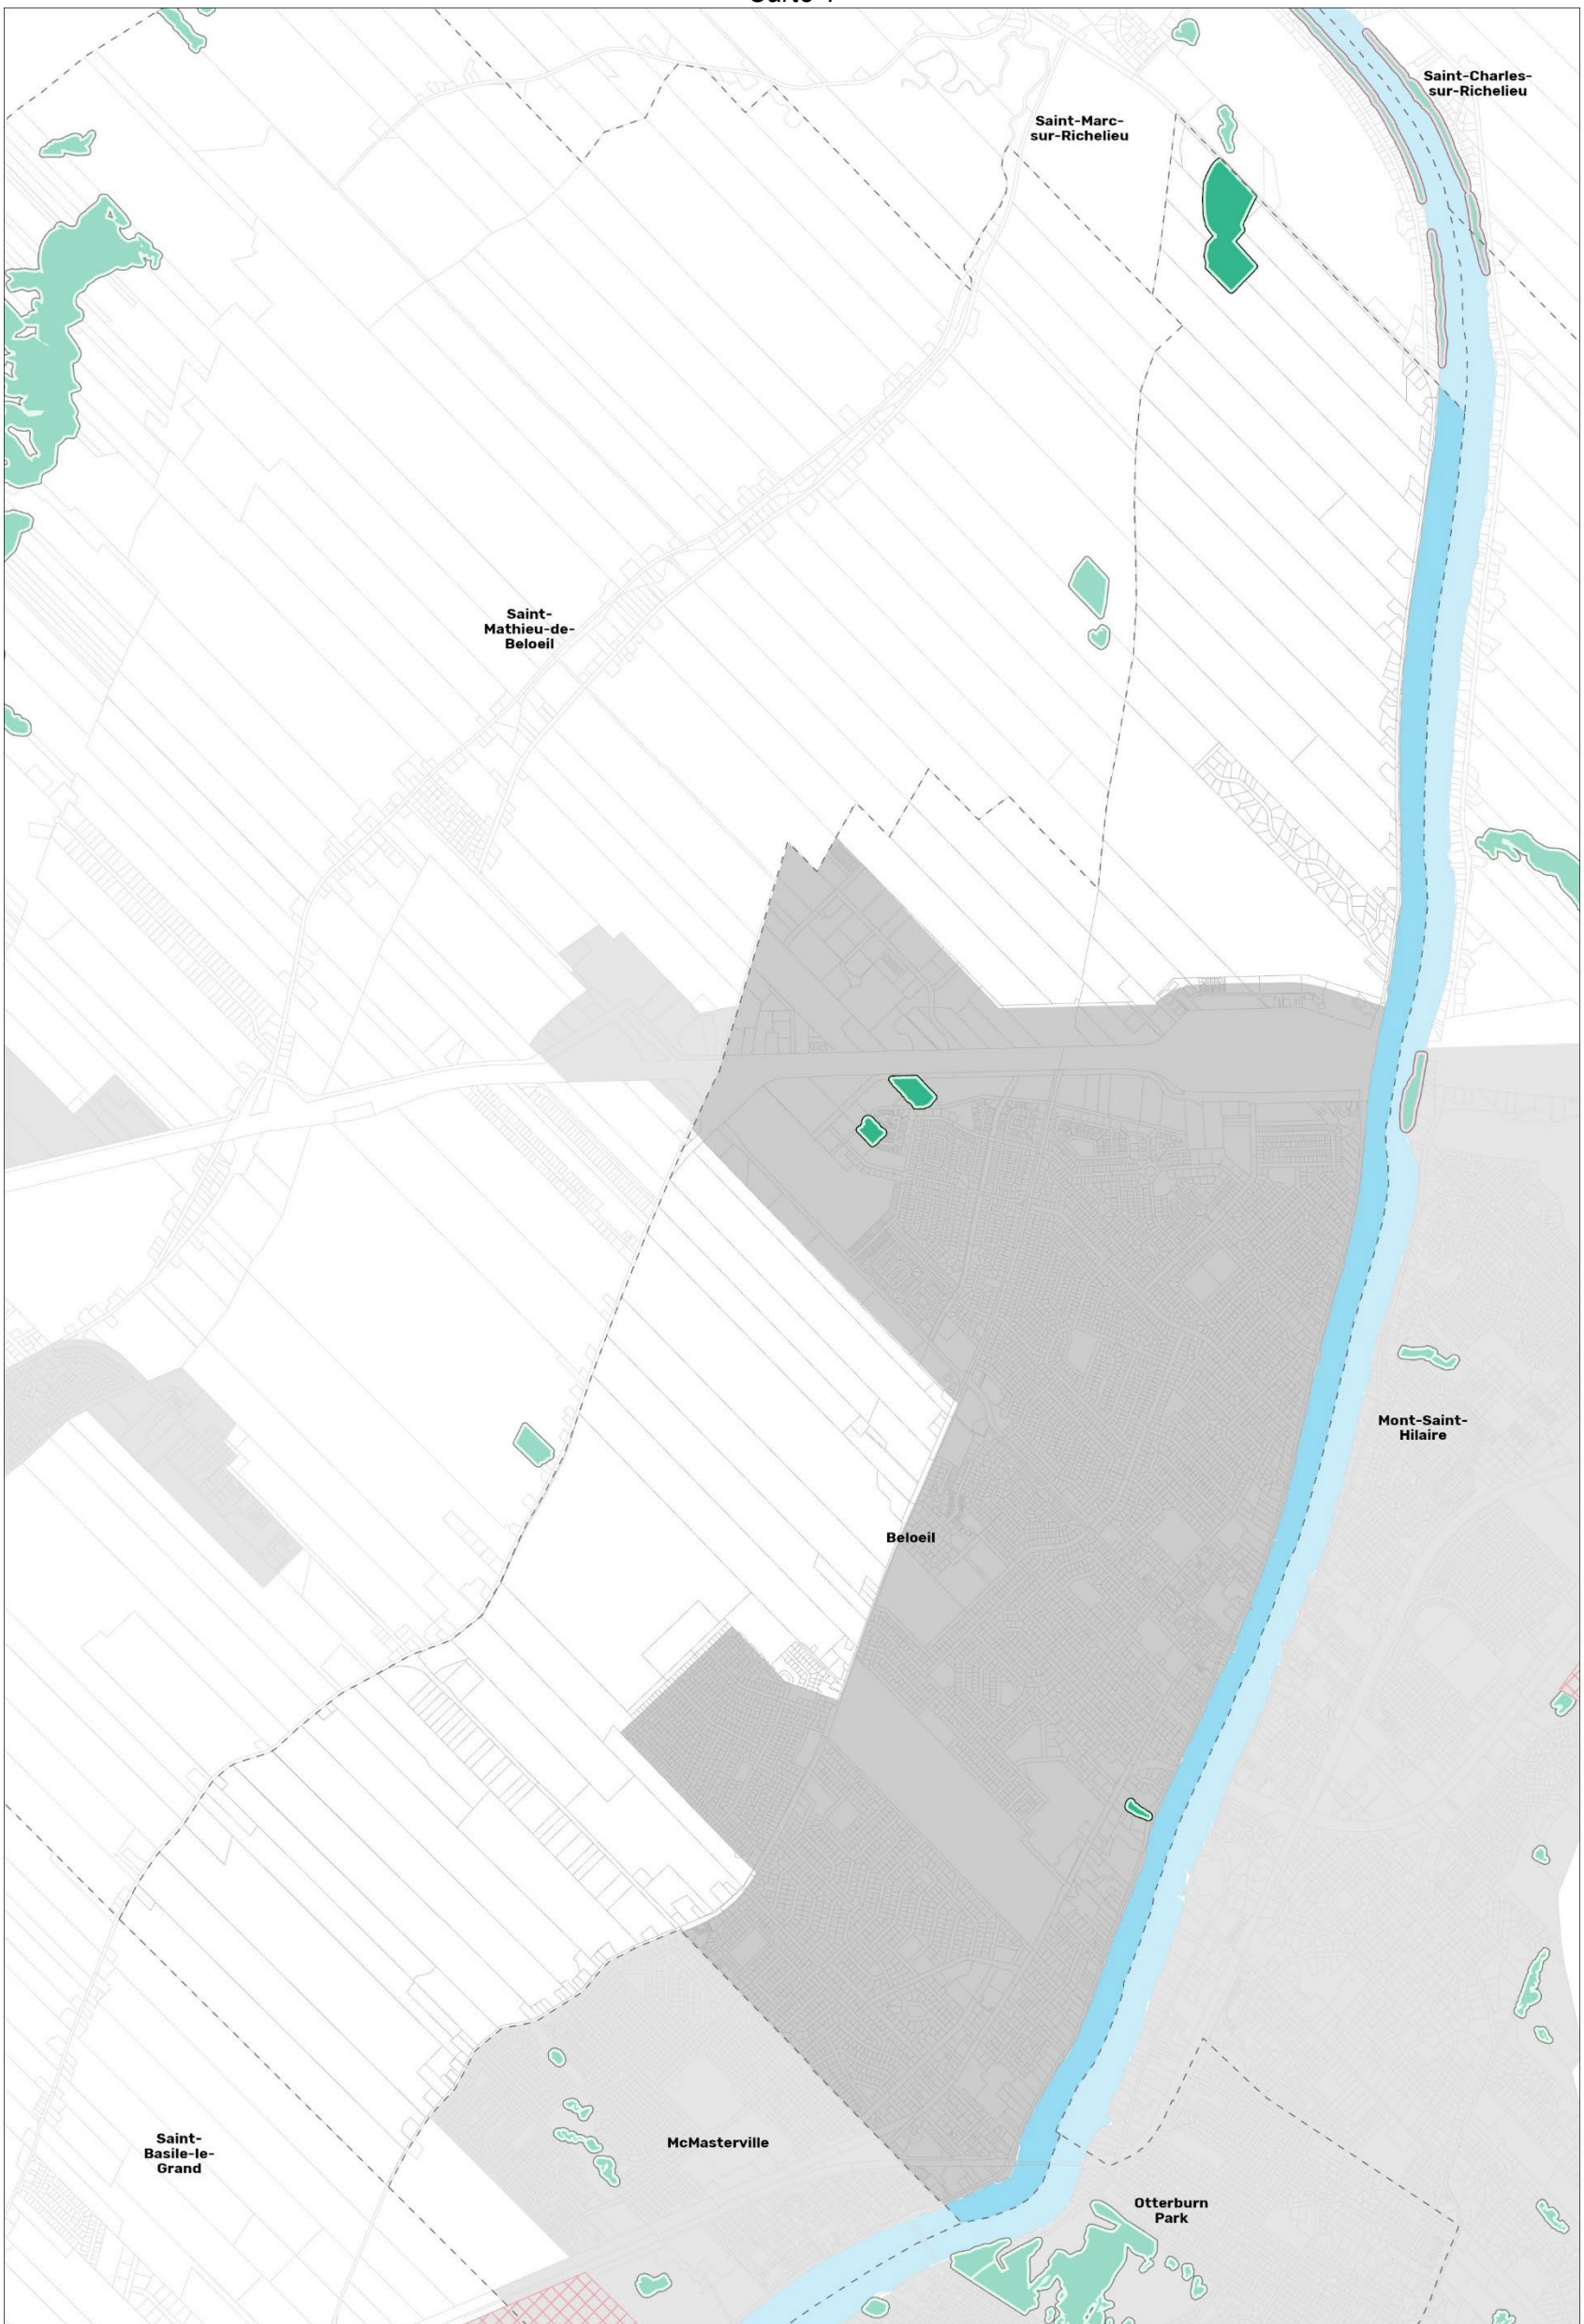 Saint-Charles-
sur-Richelieu
Saint-Marc-
sur-Richelieu
Saint-
Mathieu-de-
Beloeil
Mont-Saint-
Hilaire
Beloeil
Saint-
Basile-le-
Grand
McMasterville
Otterburn
Park